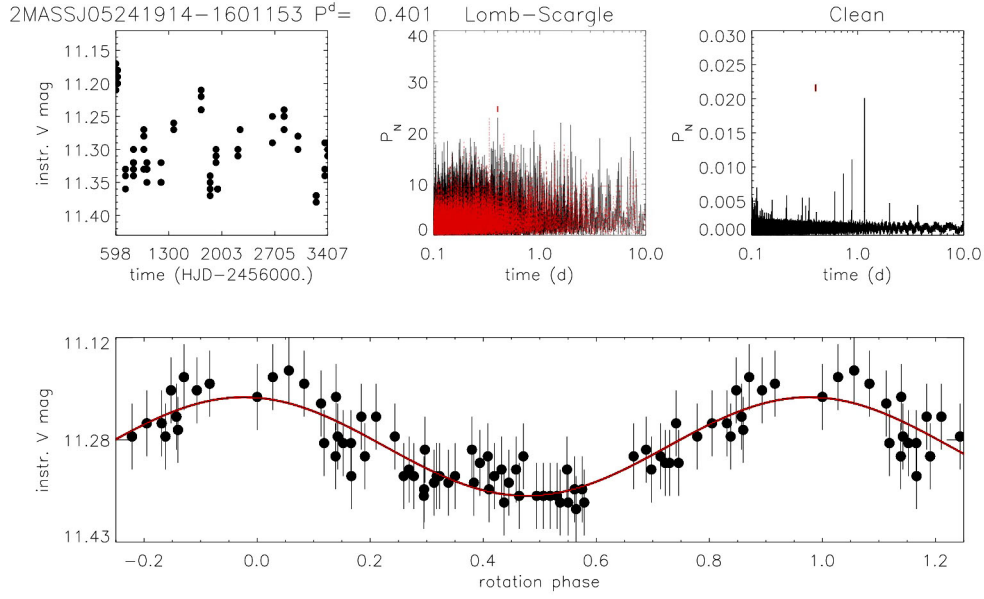 2MASSJ05241914-1601153 P^d= 0.401 Lomb-Scargle Clean
instr. V mag
11.15
11.20
11.25
11.30
11.35
11.40
598 1300 2003 2705 3407
time (HJD-2456000.)
P_N
40
30
20
10
0
0.1 1.0 10.0
time (d)
P_N
0.030
0.025
0.020
0.015
0.010
0.005
0.000
0.1 1.0 10.0
time (d)
instr. V mag
11.12
11.28
11.43
-0.2 0.0 0.2 0.4 0.6 0.8 1.0 1.2
rotation phase